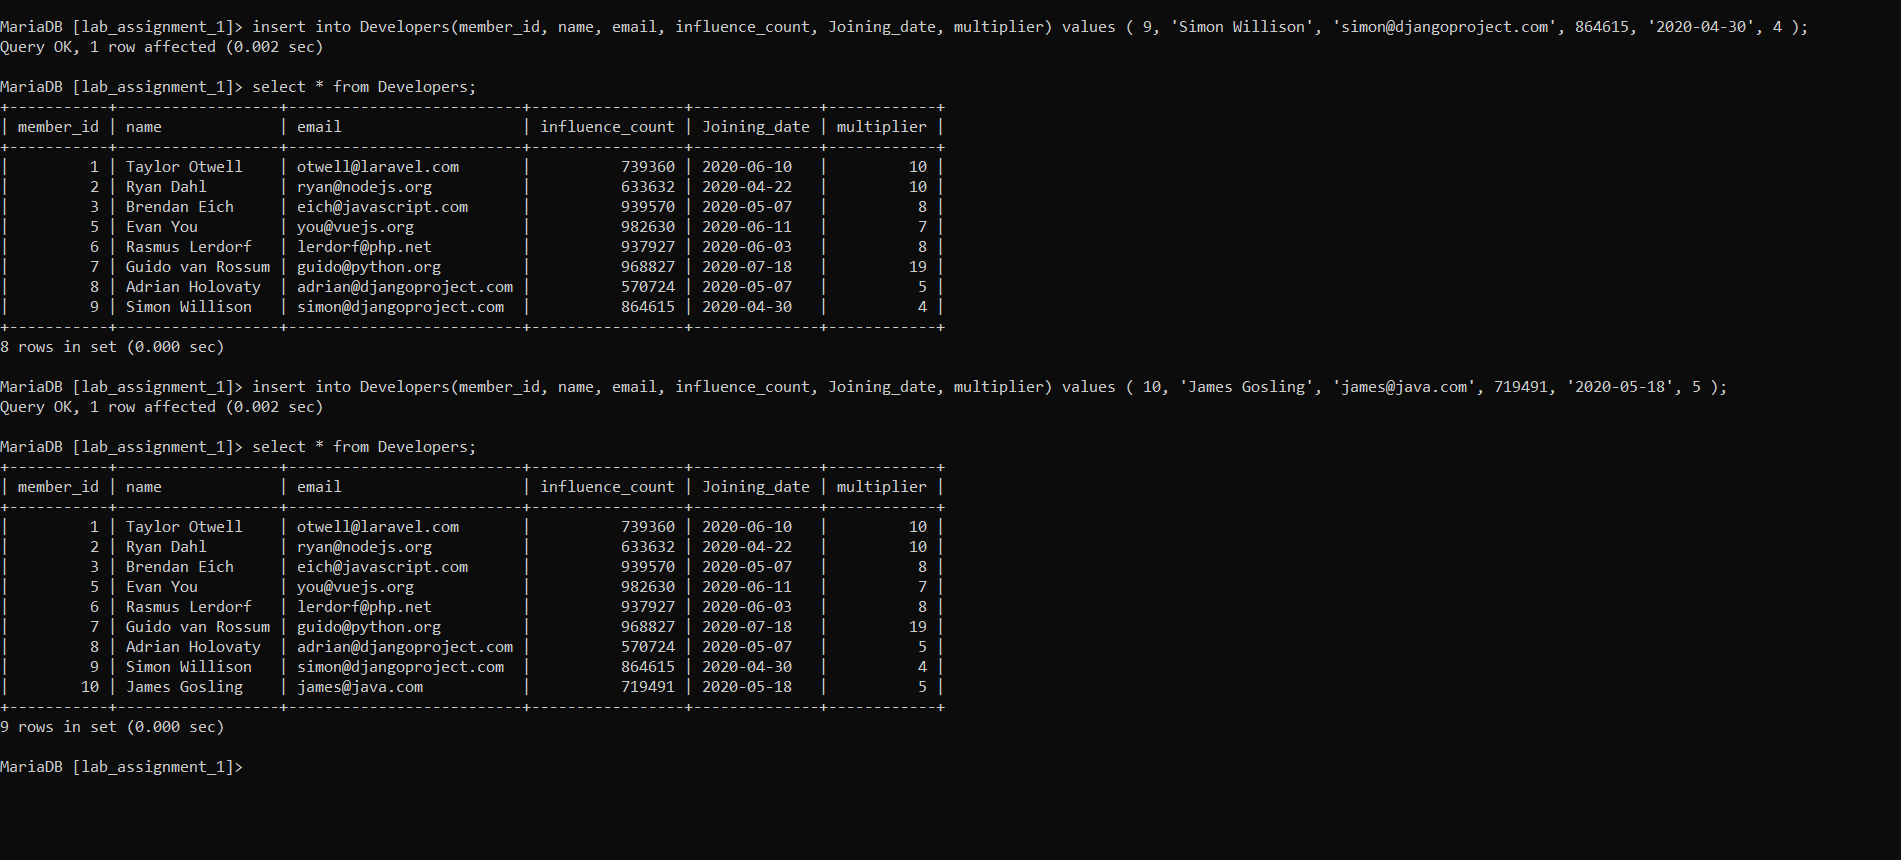 MariaDB [lab_assignment_1]> insert into Developers(member_id, name, email, influence_count, Joining_date, multiplier) values ( 9, 'Simon Willison', 'simon@djangoproject.com', 864615, '2020-04-30', 4 );
Query OK, 1 row affected (0.002 sec)

MariaDB [lab_assignment_1]> select * from Developers;
+-----------+------------------+--------------------------+-----------------+--------------+------------+
| member_id | name             | email                    | influence_count | Joining_date | multiplier |
+-----------+------------------+--------------------------+-----------------+--------------+------------+
|         1 | Taylor Otwell    | otwell@laravel.com       |          739360 | 2020-06-10   |         10 |
|         2 | Ryan Dahl        | ryan@nodejs.org          |          633632 | 2020-04-22   |         10 |
|         3 | Brendan Eich     | eich@javascript.com      |          939570 | 2020-05-07   |          8 |
|         5 | Evan You         | you@vuejs.org            |          982630 | 2020-06-11   |          7 |
|         6 | Rasmus Lerdorf   | lerdorf@php.net          |          937927 | 2020-06-03   |          8 |
|         7 | Guido van Rossum | guido@python.org         |          968827 | 2020-07-18   |         19 |
|         8 | Adrian Holovaty  | adrian@djangoproject.com |          570724 | 2020-05-07   |          5 |
|         9 | Simon Willison   | simon@djangoproject.com  |          864615 | 2020-04-30   |          4 |
+-----------+------------------+--------------------------+-----------------+--------------+------------+
8 rows in set (0.000 sec)

MariaDB [lab_assignment_1]> insert into Developers(member_id, name, email, influence_count, Joining_date, multiplier) values ( 10, 'James Gosling', 'james@java.com', 719491, '2020-05-18', 5 );
Query OK, 1 row affected (0.002 sec)

MariaDB [lab_assignment_1]> select * from Developers;
+-----------+------------------+--------------------------+-----------------+--------------+------------+
| member_id | name             | email                    | influence_count | Joining_date | multiplier |
+-----------+------------------+--------------------------+-----------------+--------------+------------+
|         1 | Taylor Otwell    | otwell@laravel.com       |          739360 | 2020-06-10   |         10 |
|         2 | Ryan Dahl        | ryan@nodejs.org          |          633632 | 2020-04-22   |         10 |
|         3 | Brendan Eich     | eich@javascript.com      |          939570 | 2020-05-07   |          8 |
|         5 | Evan You         | you@vuejs.org            |          982630 | 2020-06-11   |          7 |
|         6 | Rasmus Lerdorf   | lerdorf@php.net          |          937927 | 2020-06-03   |          8 |
|         7 | Guido van Rossum | guido@python.org         |          968827 | 2020-07-18   |         19 |
|         8 | Adrian Holovaty  | adrian@djangoproject.com |          570724 | 2020-05-07   |          5 |
|         9 | Simon Willison   | simon@djangoproject.com  |          864615 | 2020-04-30   |          4 |
|        10 | James Gosling    | james@java.com           |          719491 | 2020-05-18   |          5 |
+-----------+------------------+--------------------------+-----------------+--------------+------------+
9 rows in set (0.000 sec)

MariaDB [lab_assignment_1]>